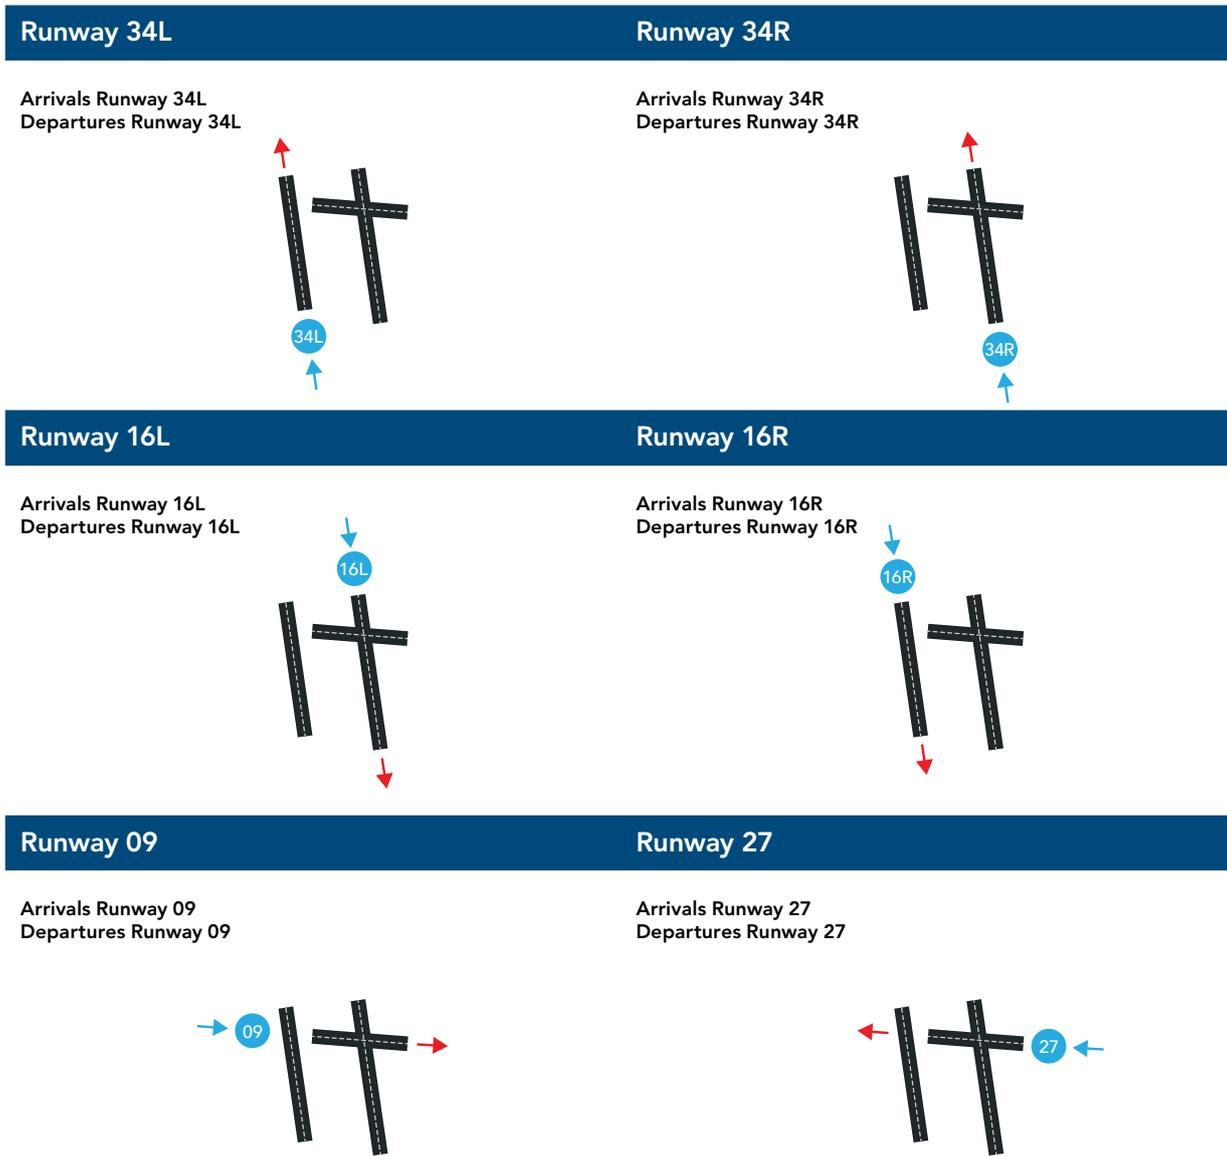 Runway 34L
Runway 34R
Arrivals Runway 34L
Departures Runway 34L
Arrivals Runway 34R
Departures Runway 34R
34L
34R
Runway 16L
Runway 16R
Arrivals Runway 16L
Departures Runway 16L
Arrivals Runway 16R
Departures Runway 16R
16L
16R
Runway 09
Runway 27
Arrivals Runway 09
Departures Runway 09
Arrivals Runway 27
Departures Runway 27
09
27